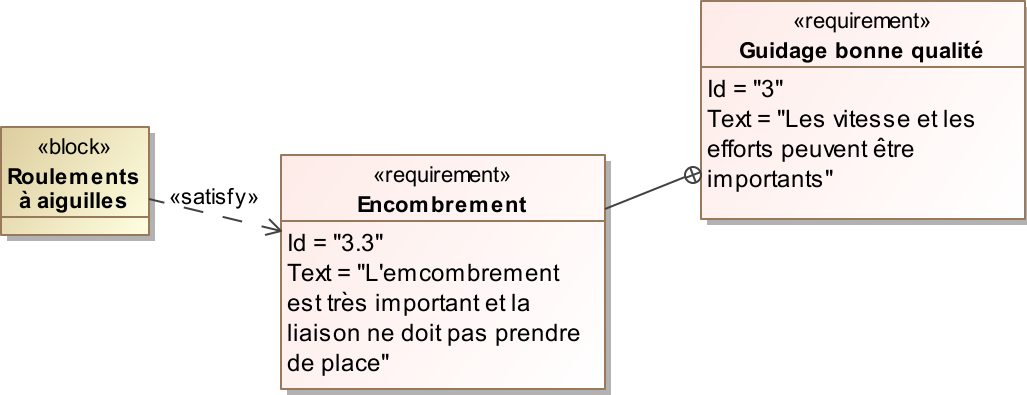 «block»
Roulements
à aiguilles
«satisfy»
«requirement»
Encombrement
Id = "3.3"
Text = "L'emcombrement
est très important et la
liaison ne doit pas prendre
de place"
«requirement»
Guidage bonne qualité
Id = "3"
Text = "Les vitesse et les
efforts peuvent être
importants"